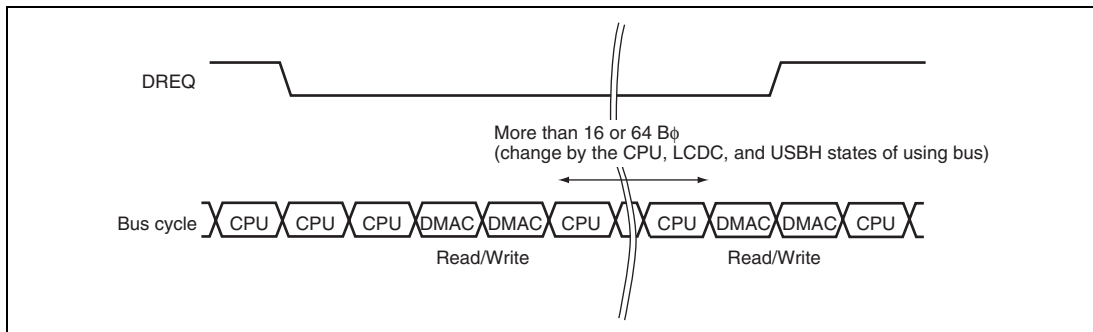 DREQ
More than 16 or 64 Bϕ
(change by the CPU, LCDC, and USBH states of using bus)
Bus cycle CPU CPU CPU DMAC DMAC CPU CPU DMAC DMAC CPU
Read/Write Read/Write